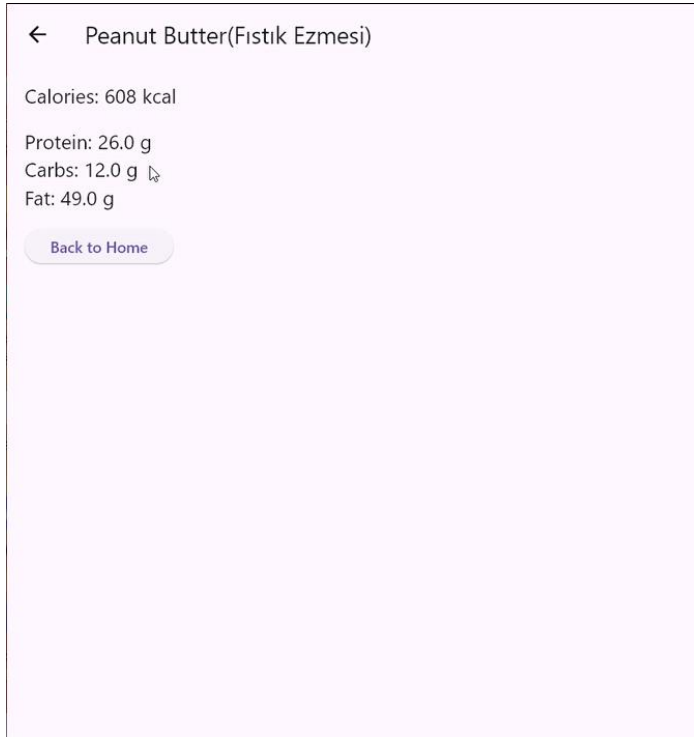 Peanut Butter(Fıstık Ezmesi)
Calories: 608 kcal
Protein: 26.0 g
Carbs: 12.0 g
Fat: 49.0 g
Back to Home